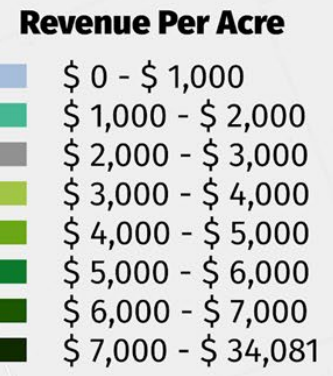 Revenue Per Acre
$ 0 - $ 1,000
$ 1,000 - $ 2,000
$ 2,000 - $ 3,000
$ 3,000 - $ 4,000
$ 4,000 - $ 5,000
$ 5,000 - $ 6,000
$ 6,000 - $ 7,000
$ 7,000 - $ 34,081